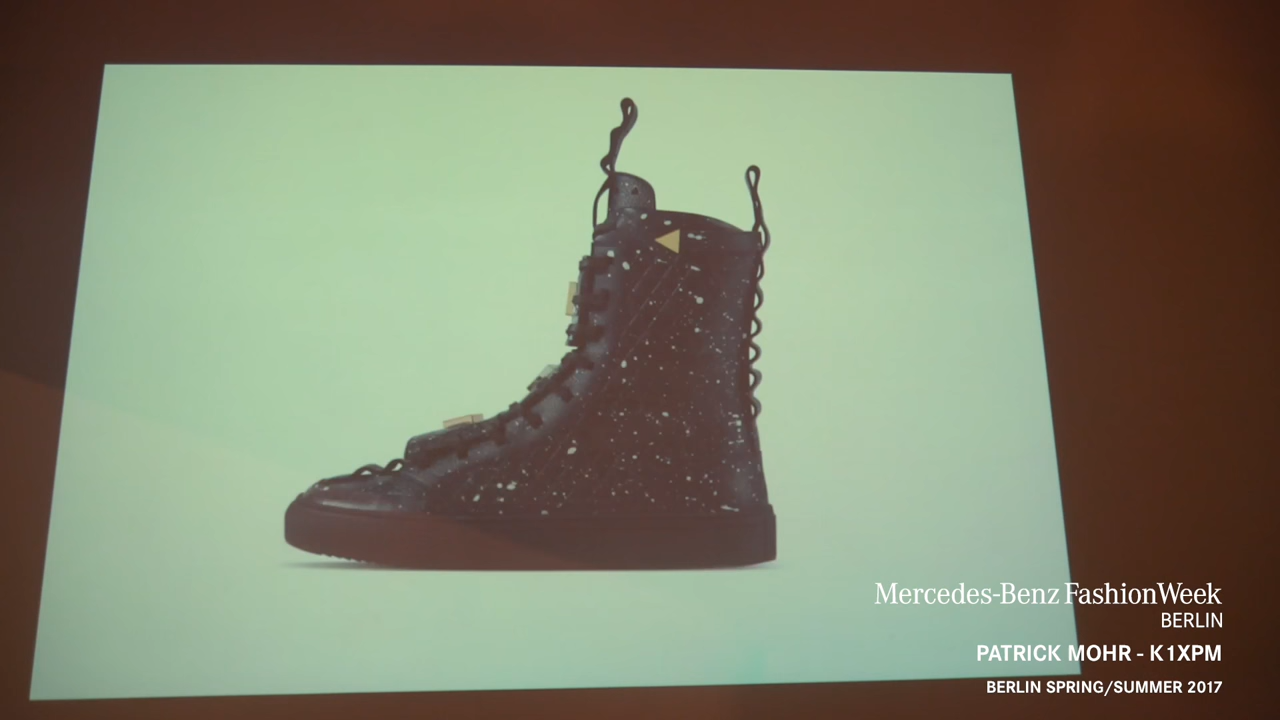 Mercedes-Benz FashionWeek
BERLIN
PATRICK MOHR - K1XPM
BERLIN SPRING/SUMMER 2017